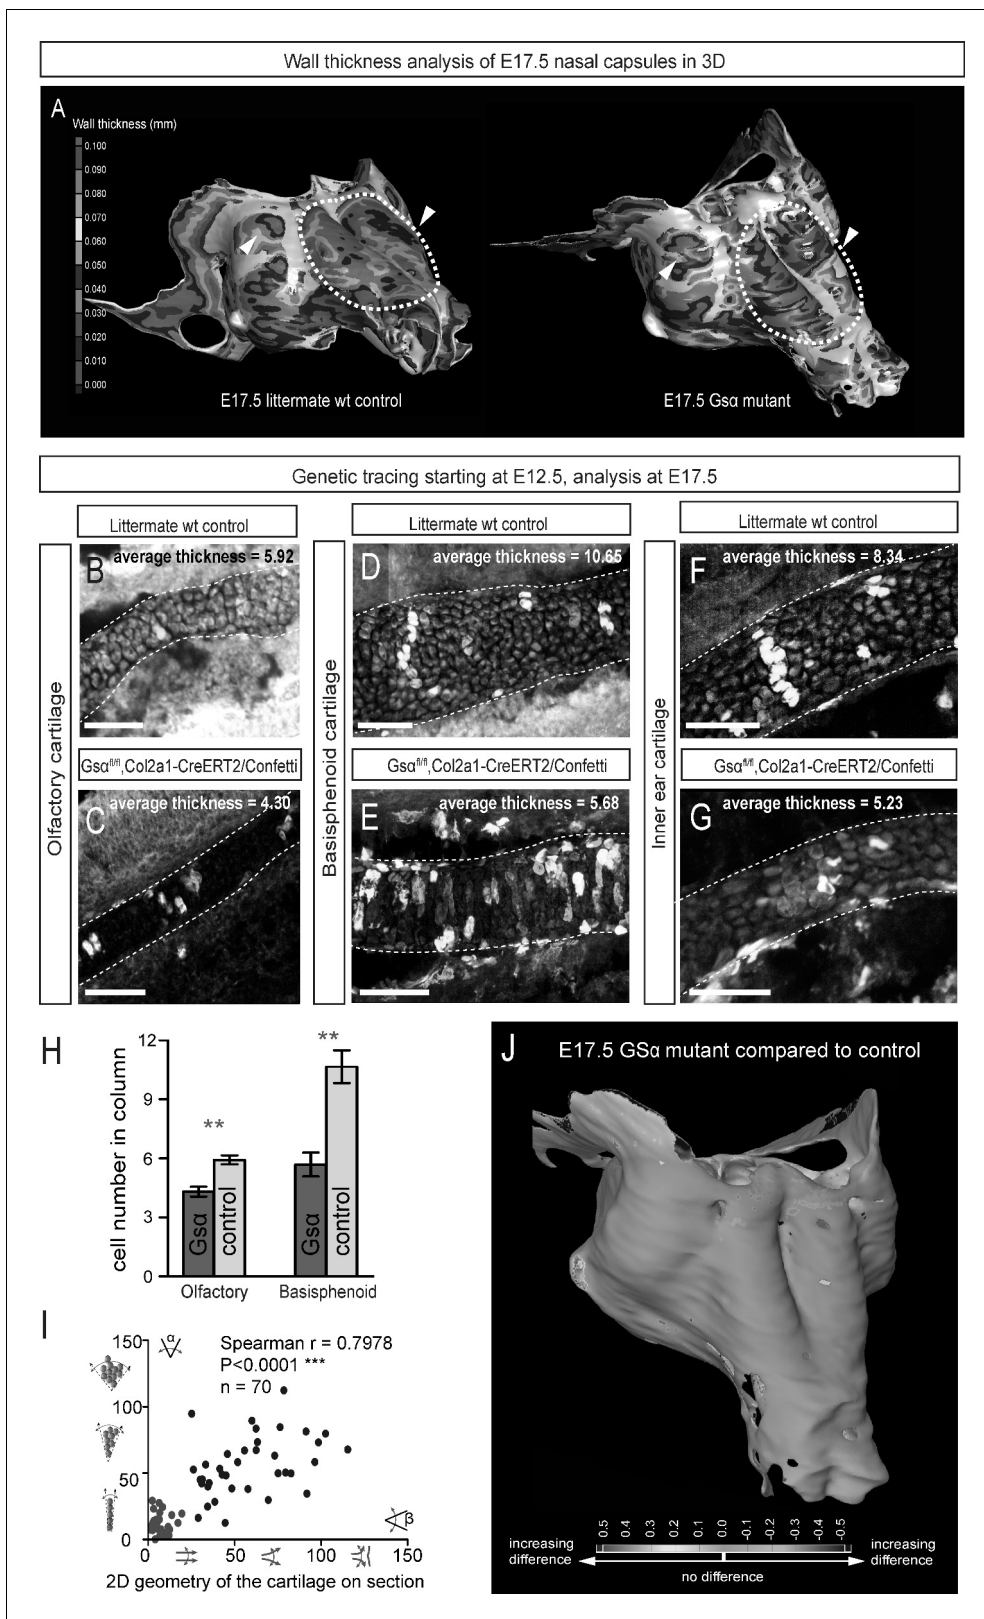 Wall thickness analysis of E17.5 nasal capsules in 3D
A
Wall thickness (mm)
0.100
0.090
0.080
0.070
0.060
0.050
0.040
0.030
0.020
0.010
0.000
E17.5 littermate wt control
E17.5 Gsα mutant
Genetic tracing starting at E12.5, analysis at E17.5
Littermate wt control
Littermate wt control
Littermate wt control
Olfactory cartilage
B
average thickness = 5.92
Gsαfl/fl,Col2a1-CreERT2/Confetti
C
average thickness = 4.30
Basisphenoid cartilage
D
average thickness = 10.65
Gsαfl/fl,Col2a1-CreERT2/Confetti
E
average thickness = 5.68
Inner ear cartilage
F
average thickness = 8.34
Gsαfl/fl,Col2a1-CreERT2/Confetti
G
average thickness = 5.23
H
cell number in column
12
9
6
3
0
**
**
Gsα
control
Gsα
control
Olfactory
Basisphenoid
I
150
100
50
0
α
Spearman r = 0.7978
P<0.0001 ***
n = 70
β
0
50
100
150
2D geometry of the cartilage on section
J
E17.5 GSα mutant compared to control
0.5
0.4
0.3
0.2
0.1
0.0
-0.1
-0.2
-0.3
-0.4
-0.5
increasing difference
no difference
increasing difference